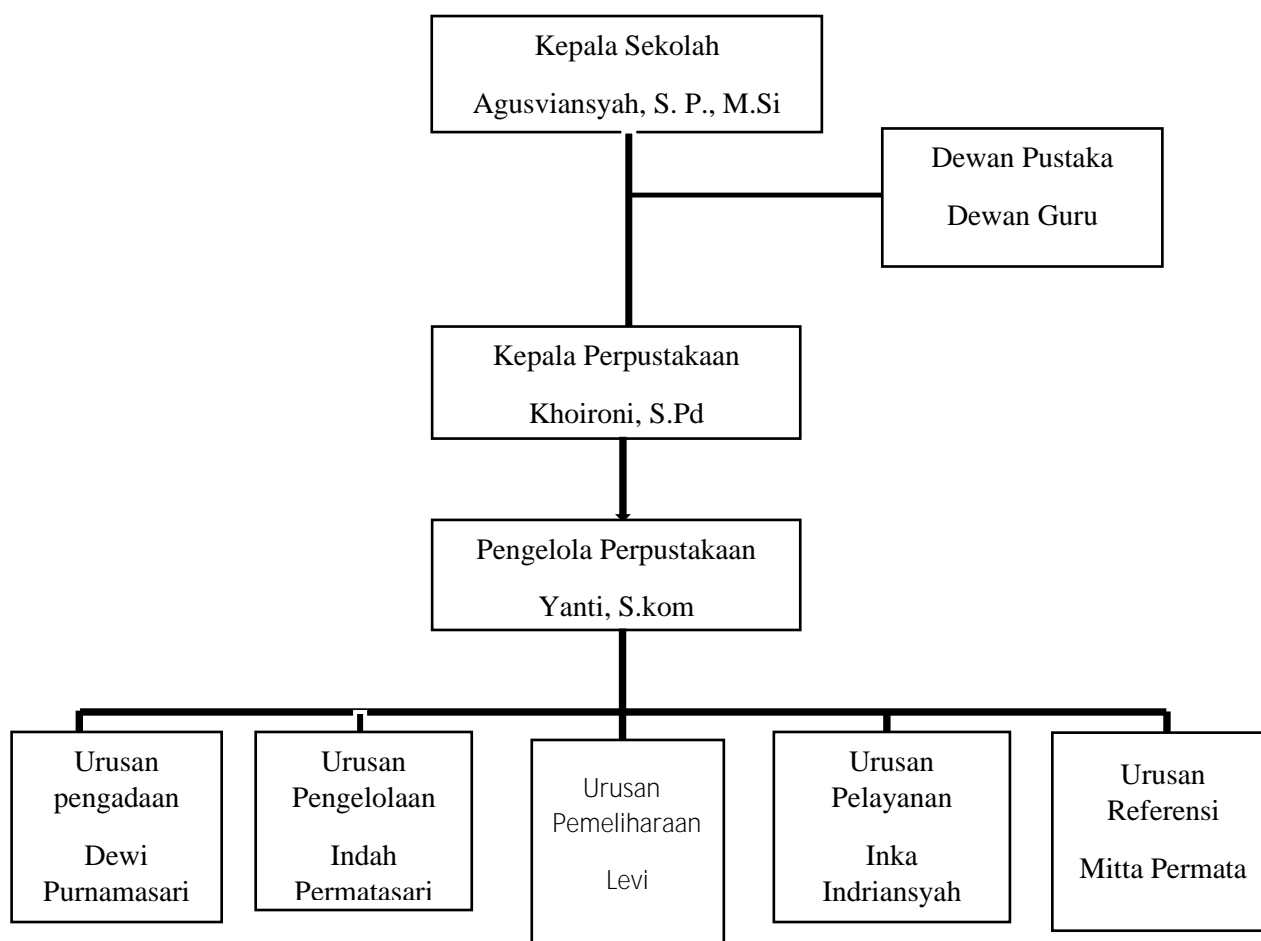 Kepala Sekolah
Agusviansyah, S. P., M.Si
Dewan Pustaka
Dewan Guru
Kepala Perpustakaan
Khoironi, S.Pd
Pengelola Perpustakaan
Yanti, S.kom
Urusan
pengadaan
Dewi
Purnamasari
Urusan
Pengelolaan
Indah
Permatasari
Urusan
Pemeliharaan
Levi
Urusan
Pelayanan
Inka
Indriansyah
Urusan
Referensi
Mitta Permata